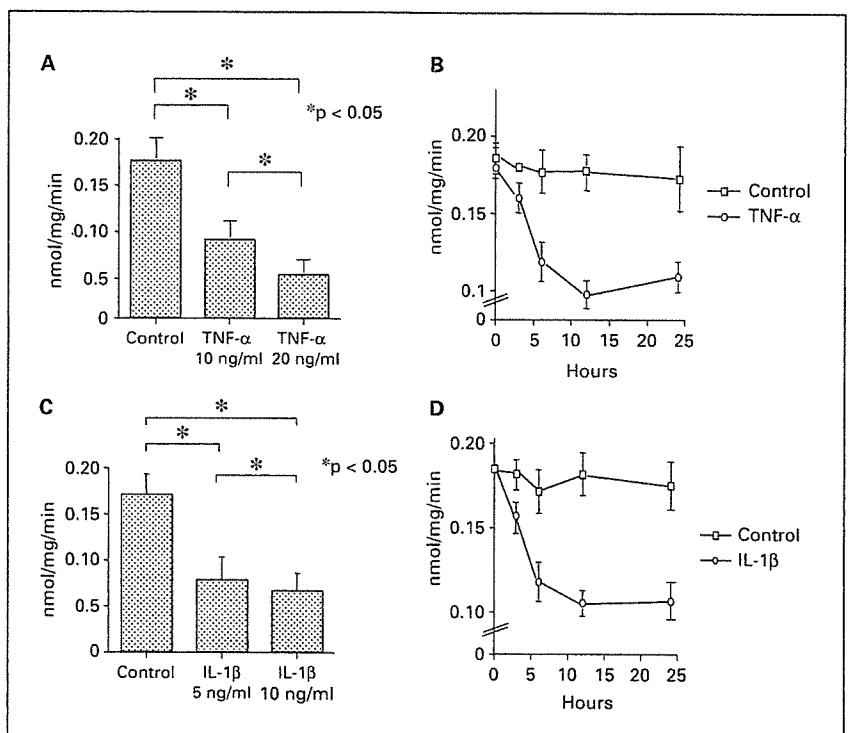 A
*
*
*p < 0.05
*
nmol/mg/min
0.20
0.15
0.10
0.5
0
Control
TNF-α
10 ng/ml
TNF-α
20 ng/ml
B
nmol/mg/min
0.20
0.15
0.1
0
0 5 10 15 20 25
Hours
Control
TNF-α
C
*
*
*
*p < 0.05
nmol/mg/min
0.20
0.15
0.10
0.5
0
Control
IL-1β
5 ng/ml
IL-1β
10 ng/ml
D
nmol/mg/min
0.20
0.15
0.10
0
0 5 10 15 20 25
Hours
Control
IL-1β